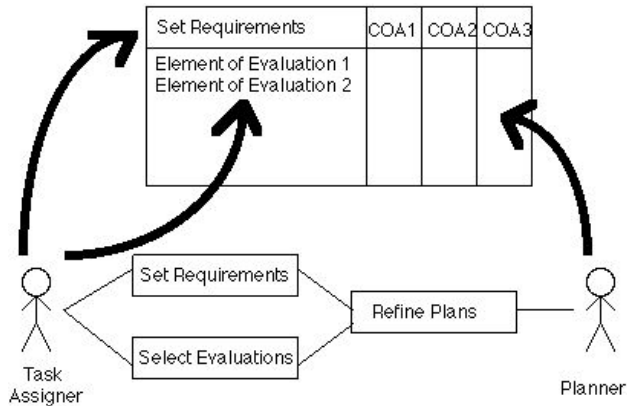 Set Requirements COA1 COA2 COA3
Element of Evaluation 1
Element of Evaluation 2
Set Requirements
Refine Plans
Select Evaluations
Task
Assigner
Planner